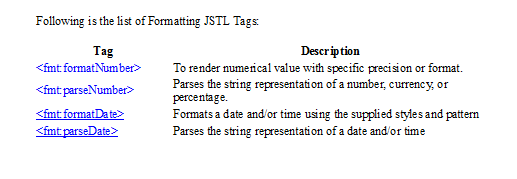 Following is the list of Formatting JSTL Tags:
Tag Description
<fmt:formatNumber> To render numerical value with specific precision or format.
<fmt:parseNumber> Parses the string representation of a number, currency, or
percentage.
<fmt:formatDate> Formats a date and/or time using the supplied styles and pattern
<fmt:parseDate> Parses the string representation of a date and/or time